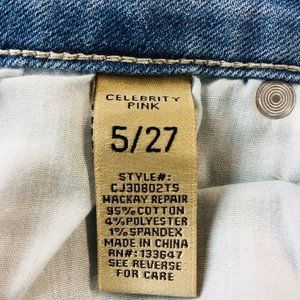 CELEBRITY
PINK
5/27
STYLE#:
CJ30802T5
MACKAY REPAIR
95% COTTON
4% POLYESTER
1% SPANDEX
MADE IN CHINA
RN#: 133647
SEE REVERSE
FOR CARE